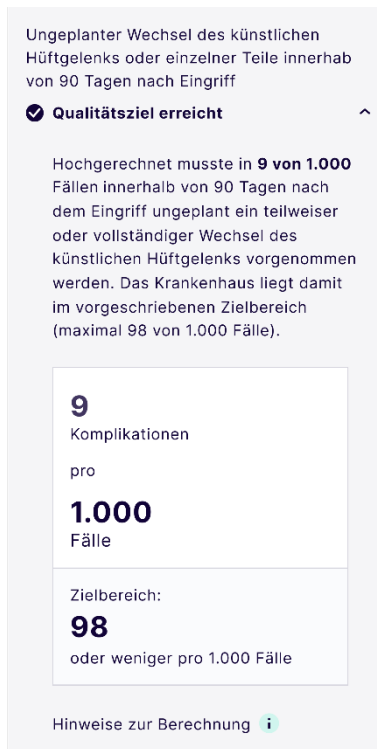 Ungeplanter Wechsel des künstlichen
Hüftgelenks oder einzelner Teile innerhalb
von 90 Tagen nach Eingriff
Qualitätsziel erreicht
Hochgerechnet musste in 9 von 1.000
Fällen innerhalb von 90 Tagen nach
dem Eingriff ungeplant ein teilweiser
oder vollständiger Wechsel des
künstlichen Hüftgelenks vorgenommen
werden. Das Krankenhaus liegt damit
im vorgeschriebenen Zielbereich
(maximal 98 von 1.000 Fälle).
9
Komplikationen
pro
1.000
Fälle
Zielbereich:
98
oder weniger pro 1.000 Fälle
Hinweise zur Berechnung i